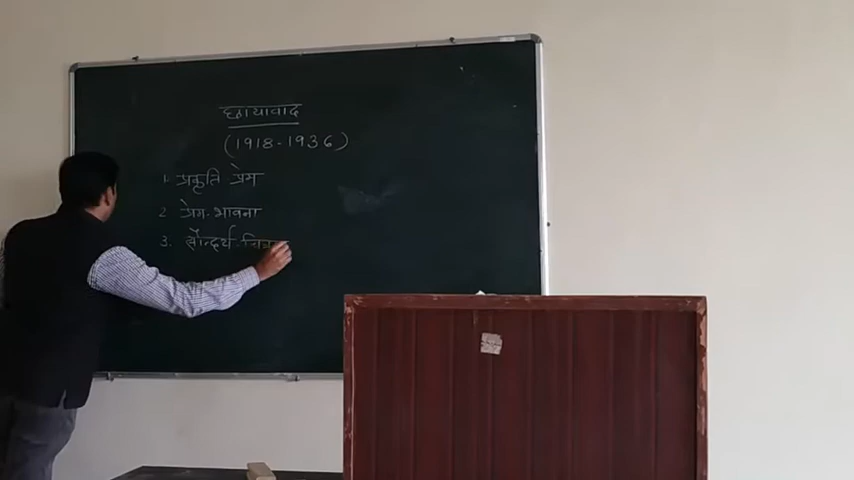 छायावाद
(1918-1936)
1. प्रकृति प्रेम
2 प्रेम-भावना
3. सौन्दर्य-चित्र